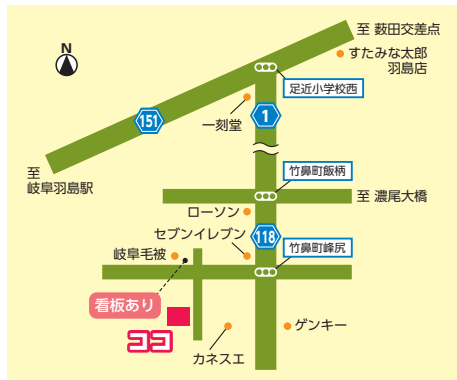 至 薮田交差点
N
すたみな太郎
羽島店
足近小学校西
一刻堂
151
1
至
岐阜羽島駅
竹鼻町飯柄
至 濃尾大橋
ローソン
セブンイレブン
118
竹鼻町峰尻
岐阜毛被
看板あり
ココ
ゲンキー
カネスエ